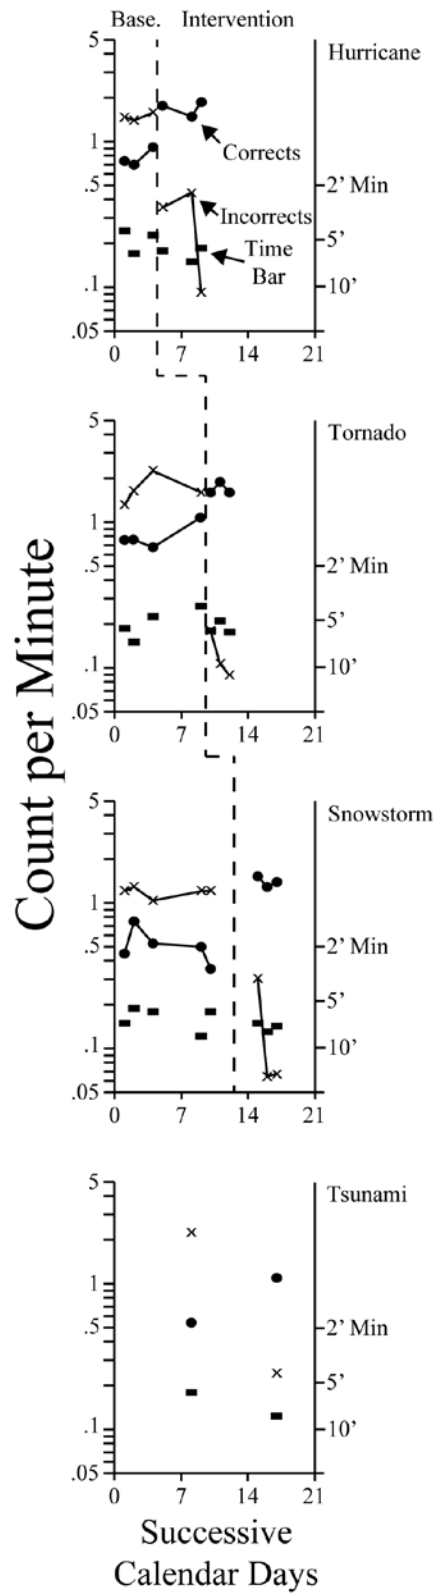 Base. Intervention
5
Hurricane
Corrects
1
.5
2' Min
Incorrects
5'
Time
Bar
.1
10'
.05
0 7 14 21
5
Tornado
1
.5
2' Min
5'
.1
10'
.05
0 7 14 21
Count per Minute
5
Snowstorm
1
.5
2' Min
5'
.1
10'
.05
0 7 14 21
5
Tsunami
1
.5
2' Min
5'
.1
10'
.05
0 7 14 21
Successive
Calendar Days